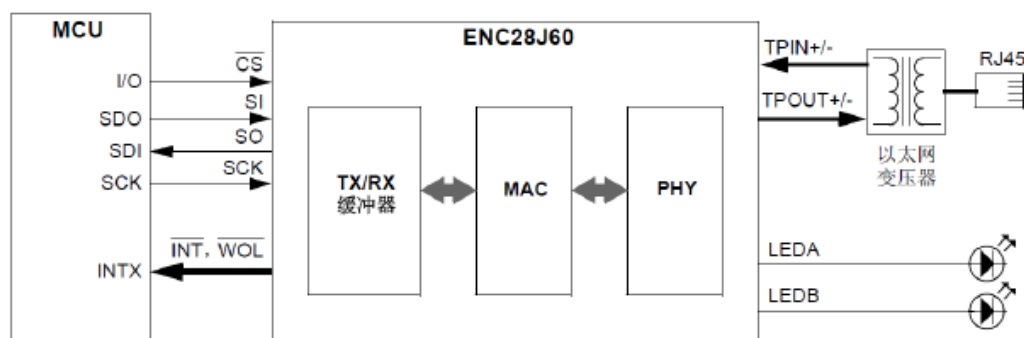 MCU
ENC28J60
I/O
CS
SDO
SI
SDI
SO
SCK
SCK
INTX
INT，WOL
TX/RX
缓冲器
MAC
PHY
TPIN+/-
TPOUT+/-
RJ45
以太网
变压器
LEDA
LEDB